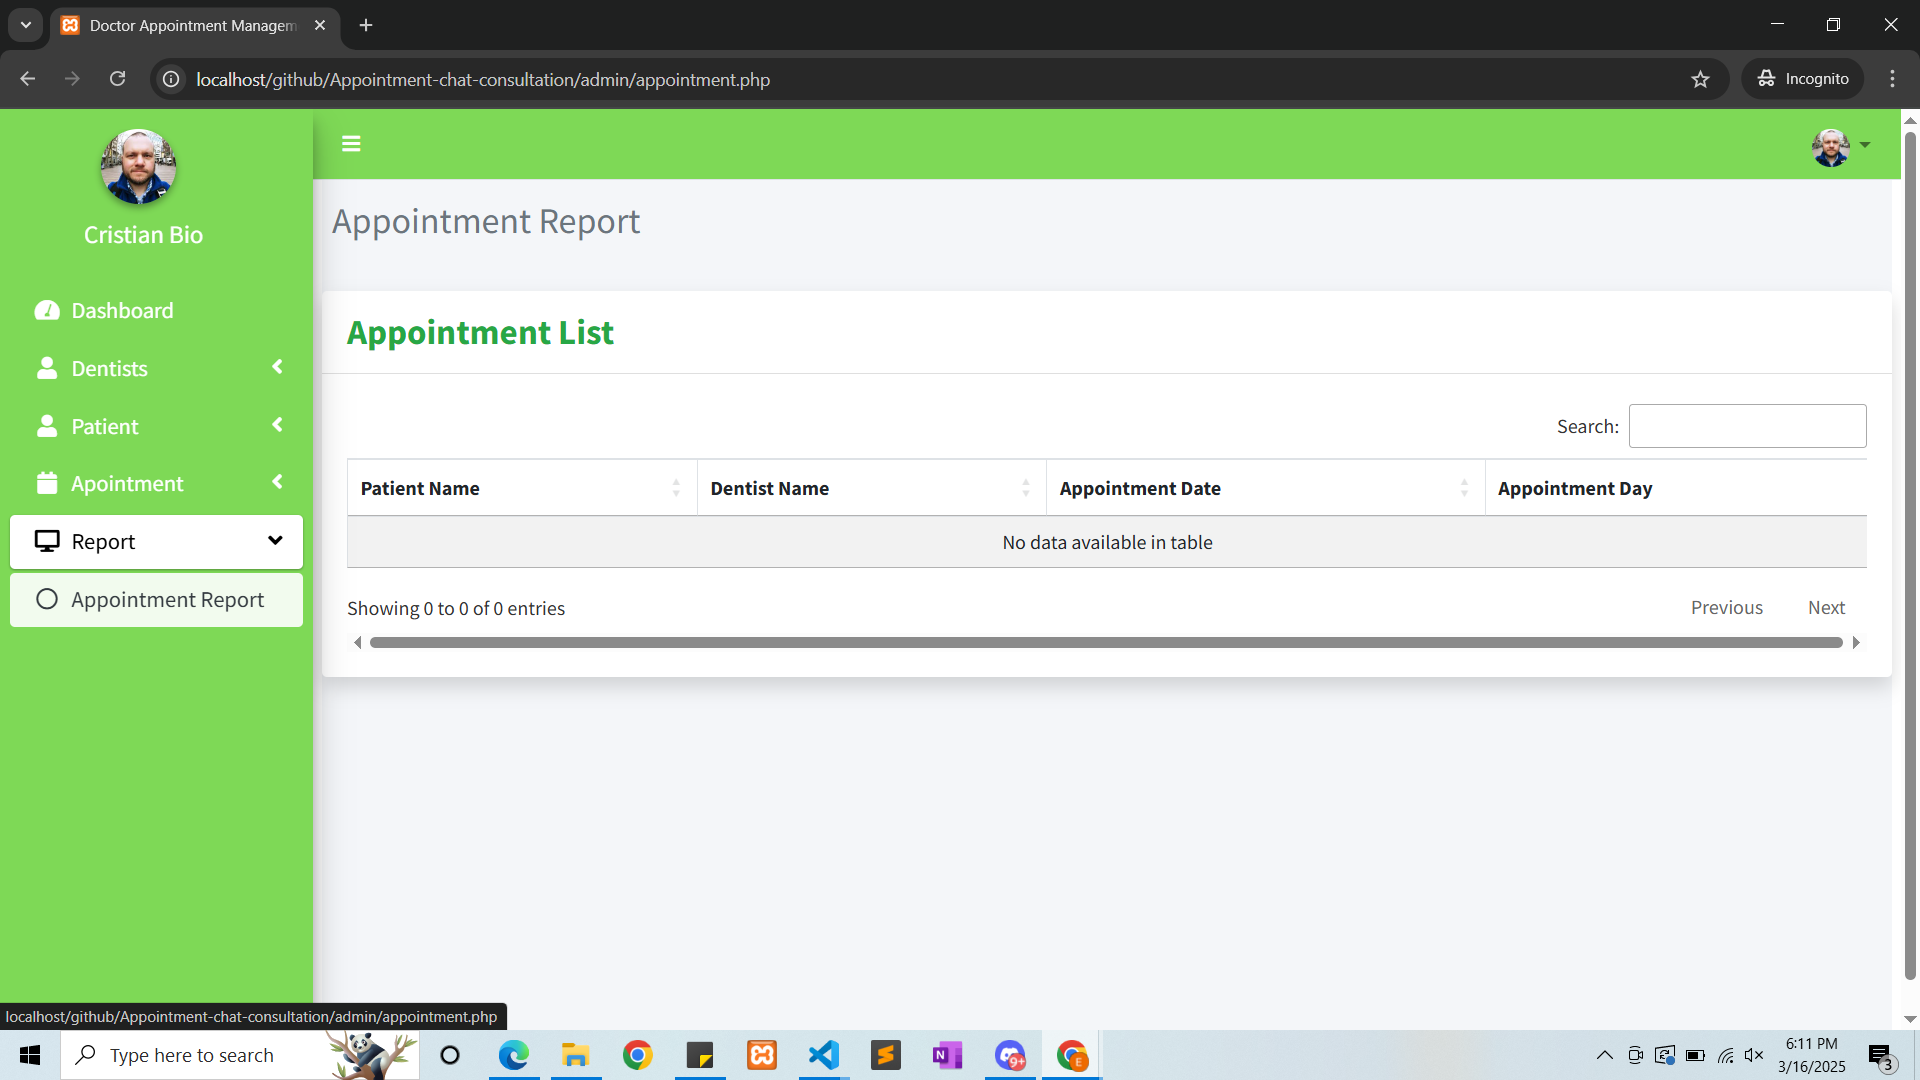 Doctor Appointment Managem
localhost/github/Appointment-chat-consultation/admin/appointment.php
Incognito
Cristian Bio
Dashboard
Dentists
Patient
Apointment
Report
Appointment Report
Appointment Report
Appointment List
Search:
Patient Name
Dentist Name
Appointment Date
Appointment Day
No data available in table
Showing 0 to 0 of 0 entries
Previous
Next
localhost/github/Appointment-chat-consultation/admin/appointment.php
Type here to search
N
9+
E
6:11 PM
3/16/2025
3